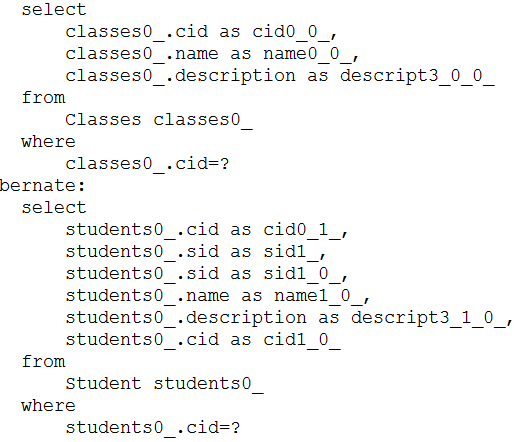 select
classes0_.cid as cid0_0_,
classes0_.name as name0_0_,
classes0_.description as descript3_0_0_
from
Classes classes0_
where
classes0_.cid=?
bernate:
select
students0_.cid as cid0_1_,
students0_.sid as sid1_,
students0_.sid as sid1_0_,
students0_.name as name1_0_,
students0_.description as descript3_1_0_,
students0_.cid as cid1_0_
from
Student students0_
where
students0_.cid=?